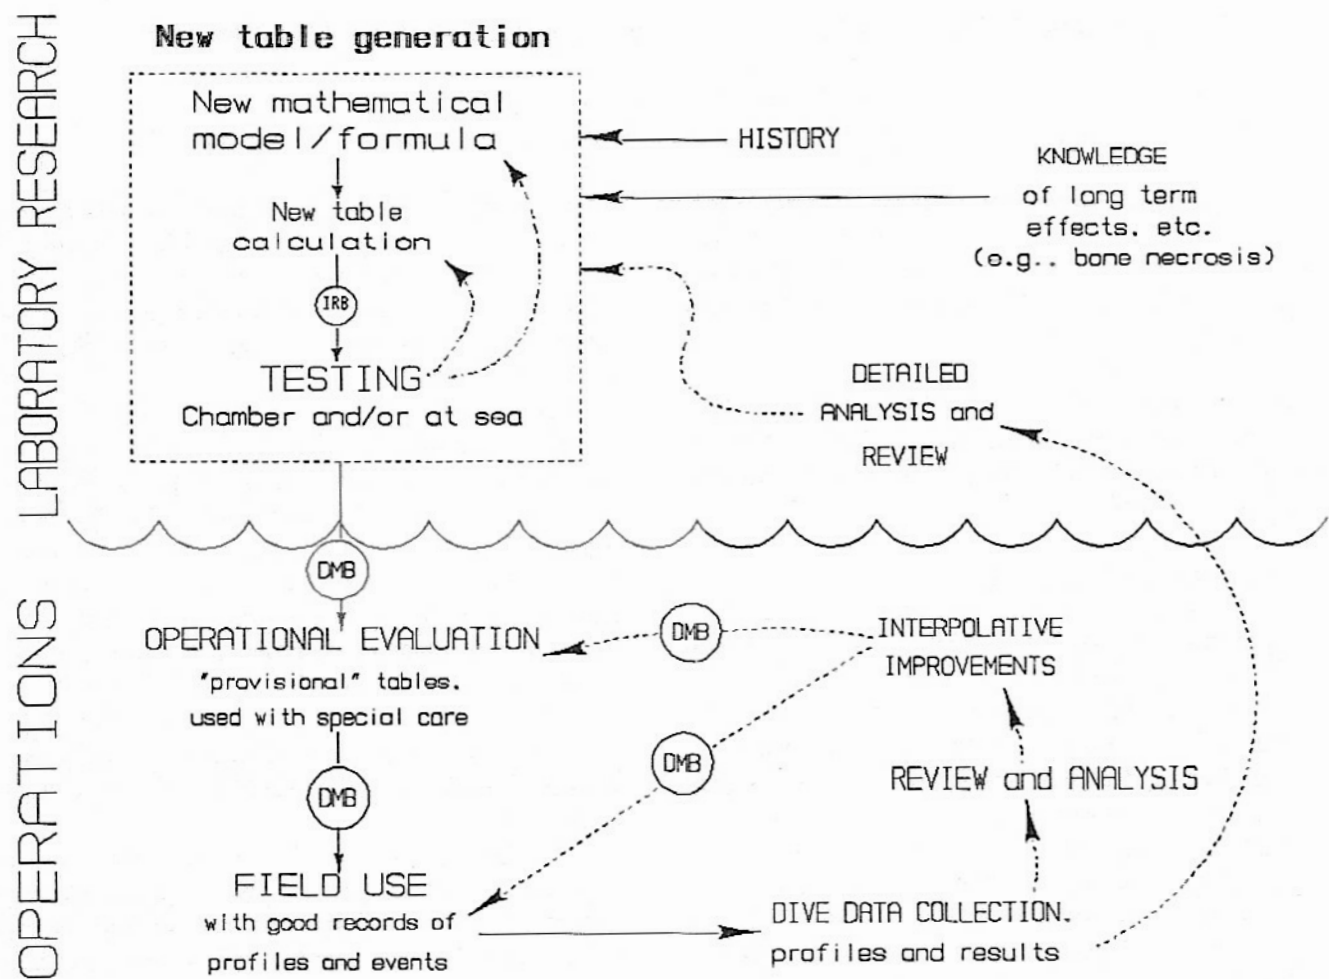 LABORATORY RESEARCH
New table generation
New mathematical
model/formula
New table
calculation
IRB
TESTING
Chamber and/or at sea
HISTORY
KNOWLEDGE
of long term
effects, etc.
(e.g., bone necrosis)
DETAILED
ANALYSIS and
REVIEW
OPERATIONS
DMB
OPERATIONAL EVALUATION
"provisional" tables,
used with special care
DMB
FIELD USE
with good records of
profiles and events
DMB
DMB
INTERPOLATIVE
IMPROVEMENTS
REVIEW and ANALYSIS
DIVE DATA COLLECTION,
profiles and results